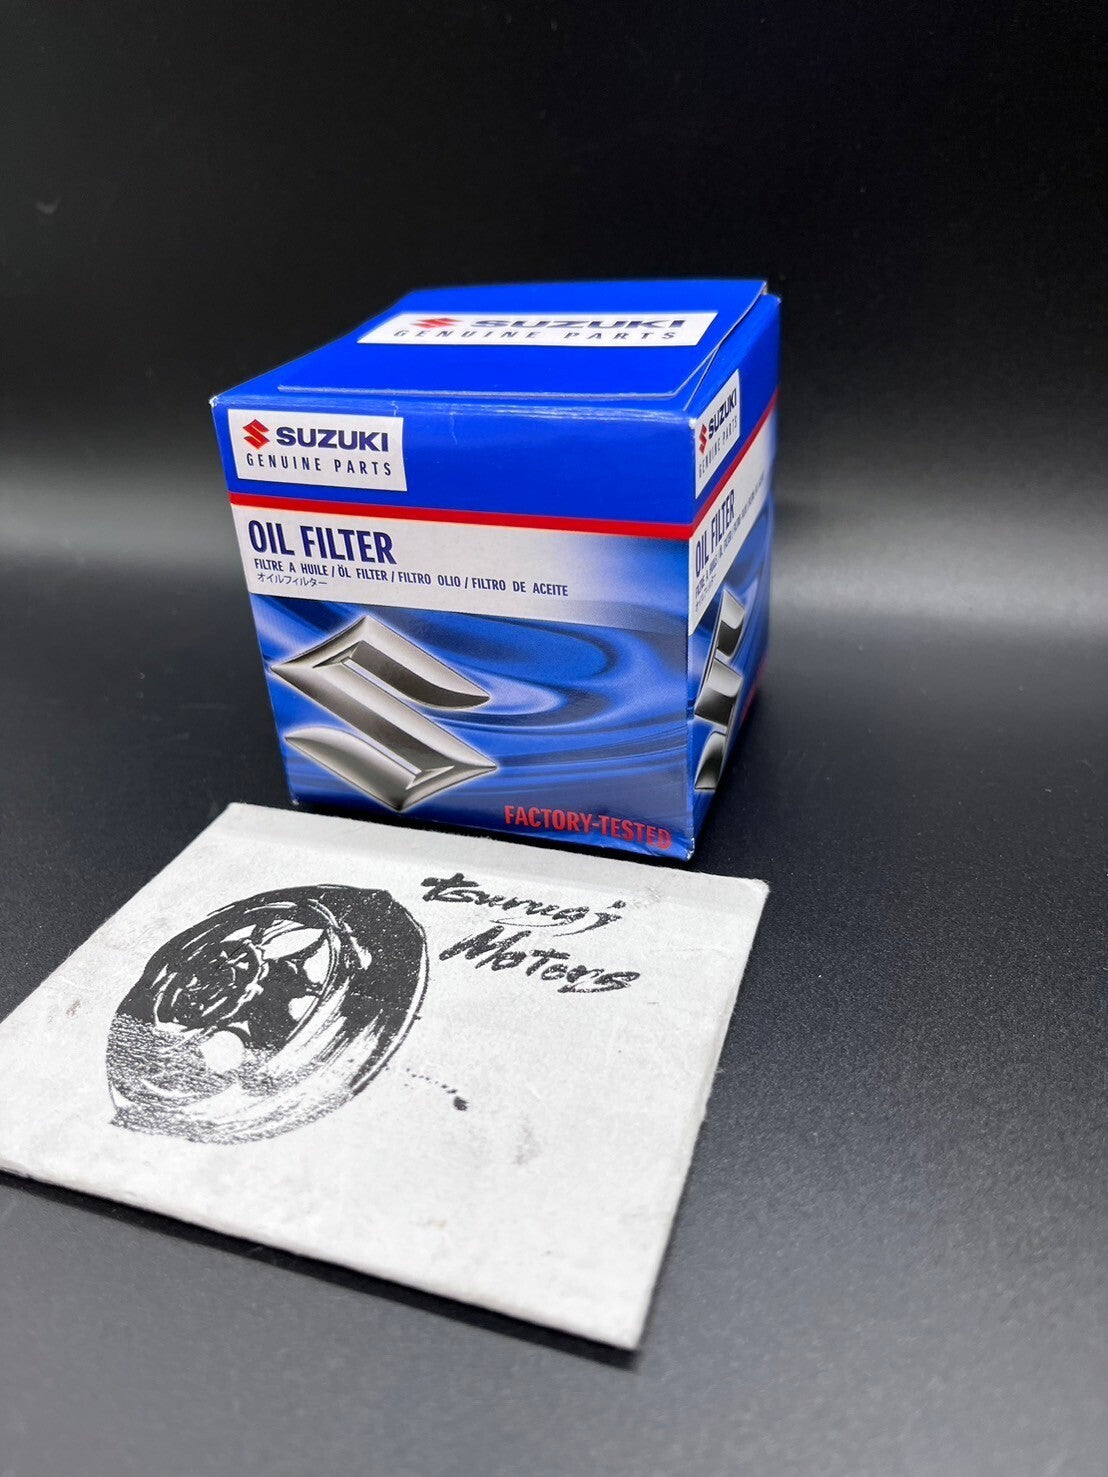 SUZUKI
GENUINE PARTS
SUZUKI
GENUINE PARTS
OIL FILTER
FILTRE A HUILE / ÖL FILTER / FILTRO OLIO / FILTRO DE ACEITE
オイルフィルター
FACTORY-TESTED
SUZUKI
GENUINE PARTS
OIL FILTER
tsurugi
Motors